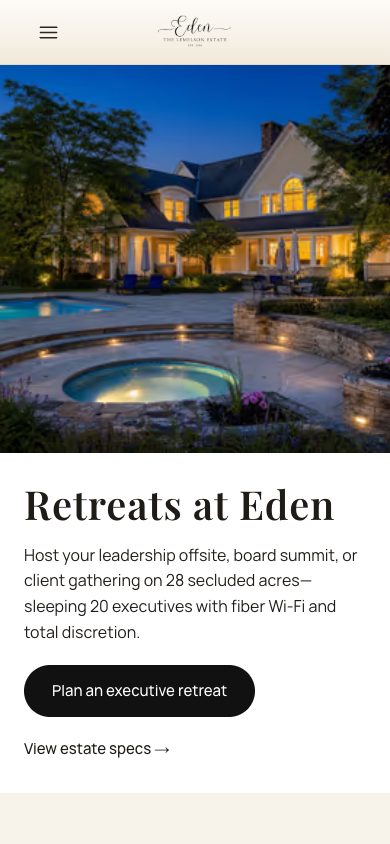 Eden
THE LEMELSON ESTATE
Retreats at Eden
Host your leadership offsite, board summit, or
client gathering on 28 secluded acres—
sleeping 20 executives with fiber Wi-Fi and
total discretion.
Plan an executive retreat
View estate specs →